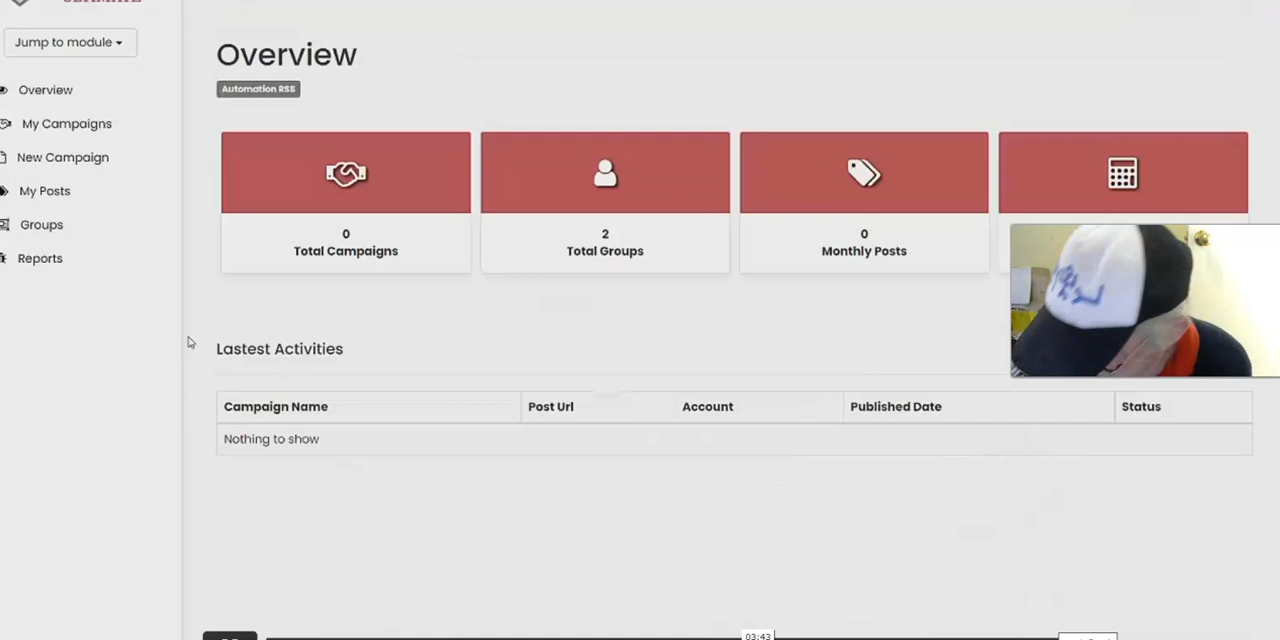 ULTIMATE
Jump to module
Overview
My Campaigns
New Campaign
My Posts
Groups
Reports
Overview
Automation RSS
0
Total Campaigns
2
Total Groups
0
Monthly Posts
Lastest Activities
Campaign Name Post Url Account Published Date Status
Nothing to show
03:43